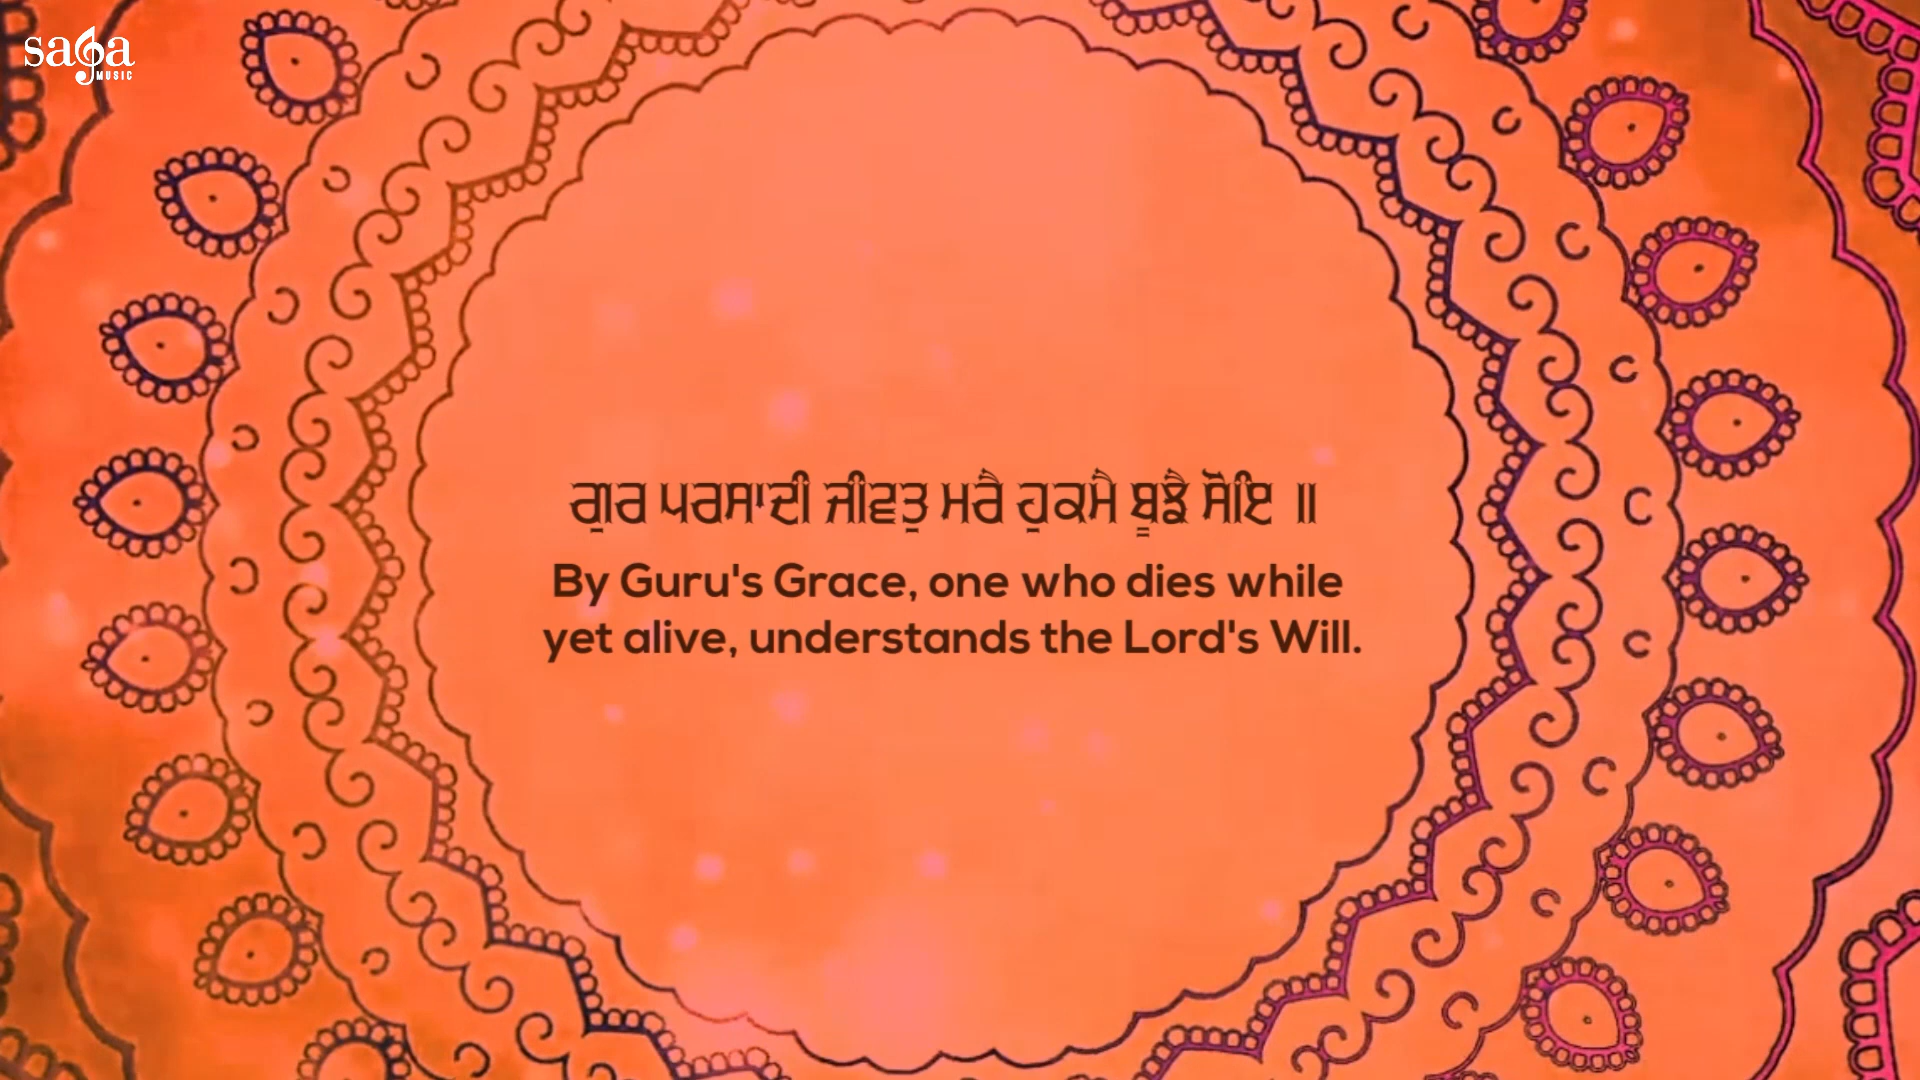 saga
MUSIC
ਗੁਰ ਪਰਸਾਦੀ ਜੀਵਤੁ ਮਰੈ ਹੁਕਮੈ ਬੂਝੈ ਸੋਇ ॥
By Guru's Grace, one who dies while
yet alive, understands the Lord's Will.